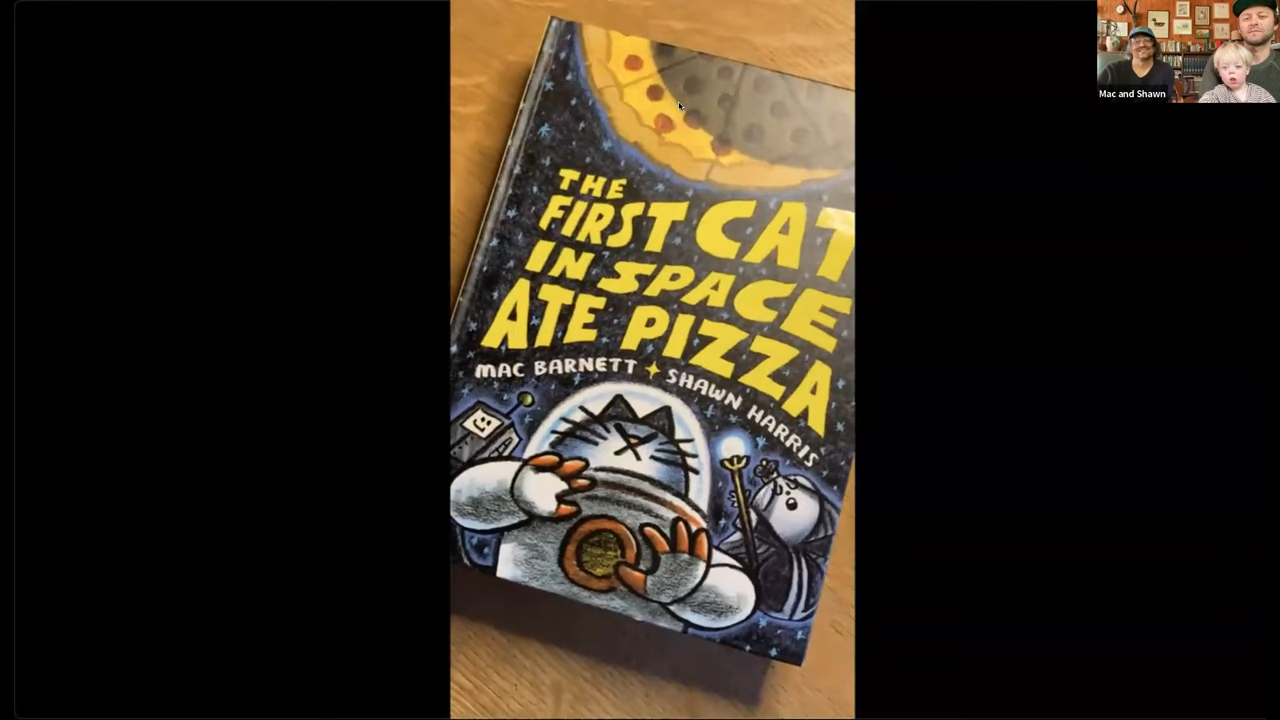 THE
FIRST CAT
IN SPACE
ATE PIZZA
MAC BARNETT SHAWN HARRIS
Mac and Shawn